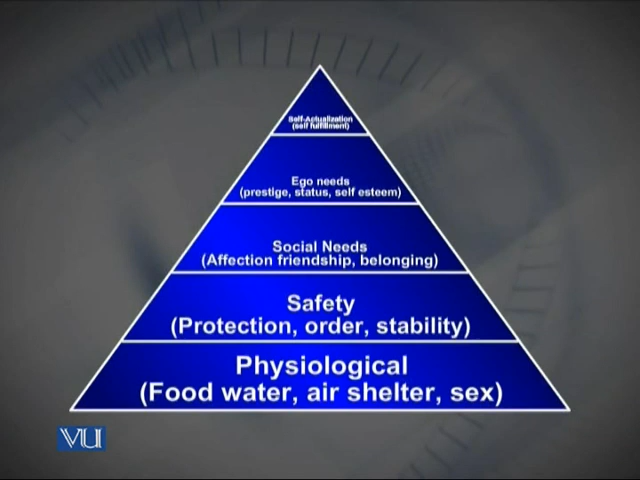 Self-Actualization
(self fulfillment)
Ego needs
(prestige, status, self esteem)
Social Needs
(Affection friendship, belonging)
Safety
(Protection, order, stability)
Physiological
(Food water, air shelter, sex)
VU